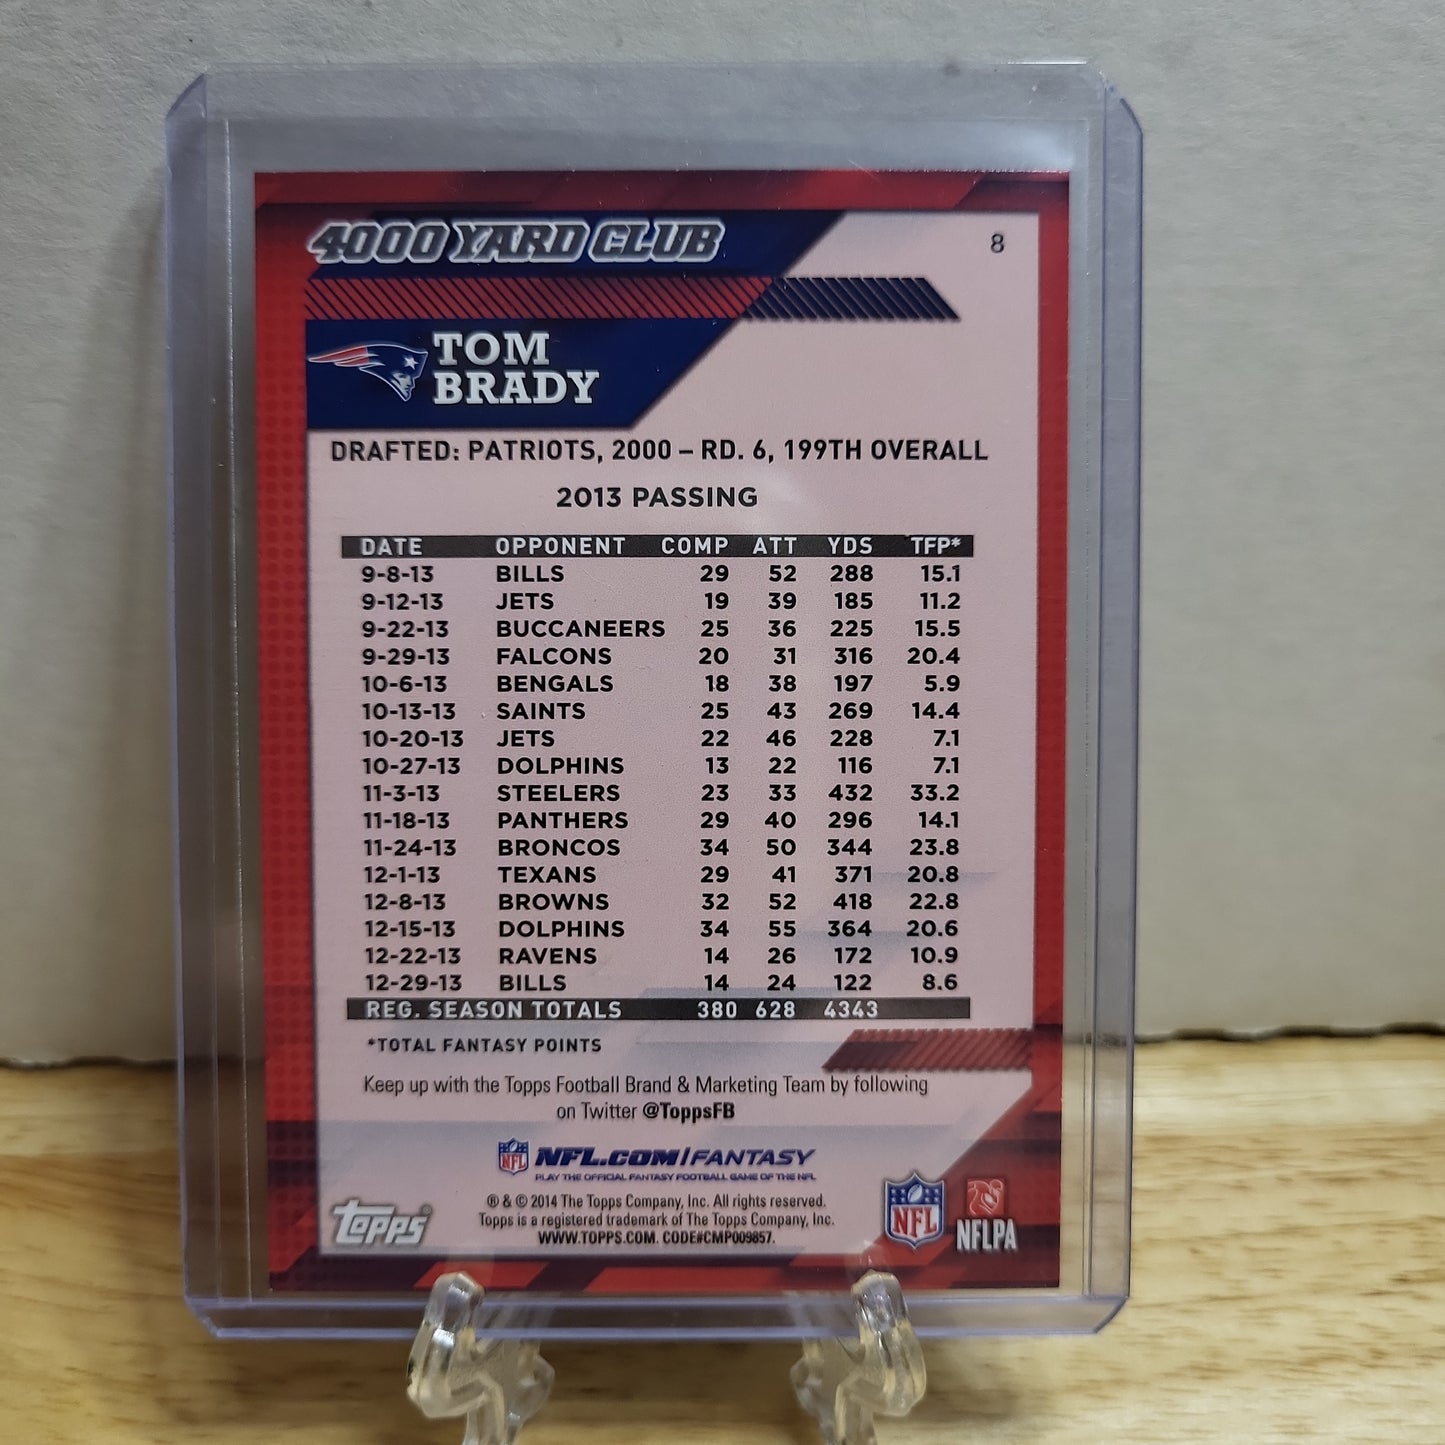 4000 YARD CLUB
8
TOM
BRADY
DRAFTED: PATRIOTS, 2000 – RD. 6, 199TH OVERALL
2013 PASSING
DATE OPPONENT COMP ATT YDS TFP*
9-8-13 BILLS 29 52 288 15.1
9-12-13 JETS 19 39 185 11.2
9-22-13 BUCCANEERS 25 36 225 15.5
9-29-13 FALCONS 20 31 316 20.4
10-6-13 BENGALS 18 38 197 5.9
10-13-13 SAINTS 25 43 269 14.4
10-20-13 JETS 22 46 228 7.1
10-27-13 DOLPHINS 13 22 116 7.1
11-3-13 STEELERS 23 33 432 33.2
11-18-13 PANTHERS 29 40 296 14.1
11-24-13 BRONCOS 34 50 344 23.8
12-1-13 TEXANS 29 41 371 20.8
12-8-13 BROWNS 32 52 418 22.8
12-15-13 DOLPHINS 34 55 364 20.6
12-22-13 RAVENS 14 26 172 10.9
12-29-13 BILLS 14 24 122 8.6
REG. SEASON TOTALS 380 628 4343
*TOTAL FANTASY POINTS
Keep up with the Topps Football Brand & Marketing Team by following
on Twitter @ToppsFB
NFL NFL.COM/FANTASY
PLAY THE OFFICIAL FANTASY FOOTBALL GAME OF THE NFL
® & © 2014 The Topps Company, Inc. All rights reserved.
Topps is a registered trademark of The Topps Company, Inc.
WWW.TOPPS.COM. CODE#CMP009857.
Topps®
NFL
NFLPA